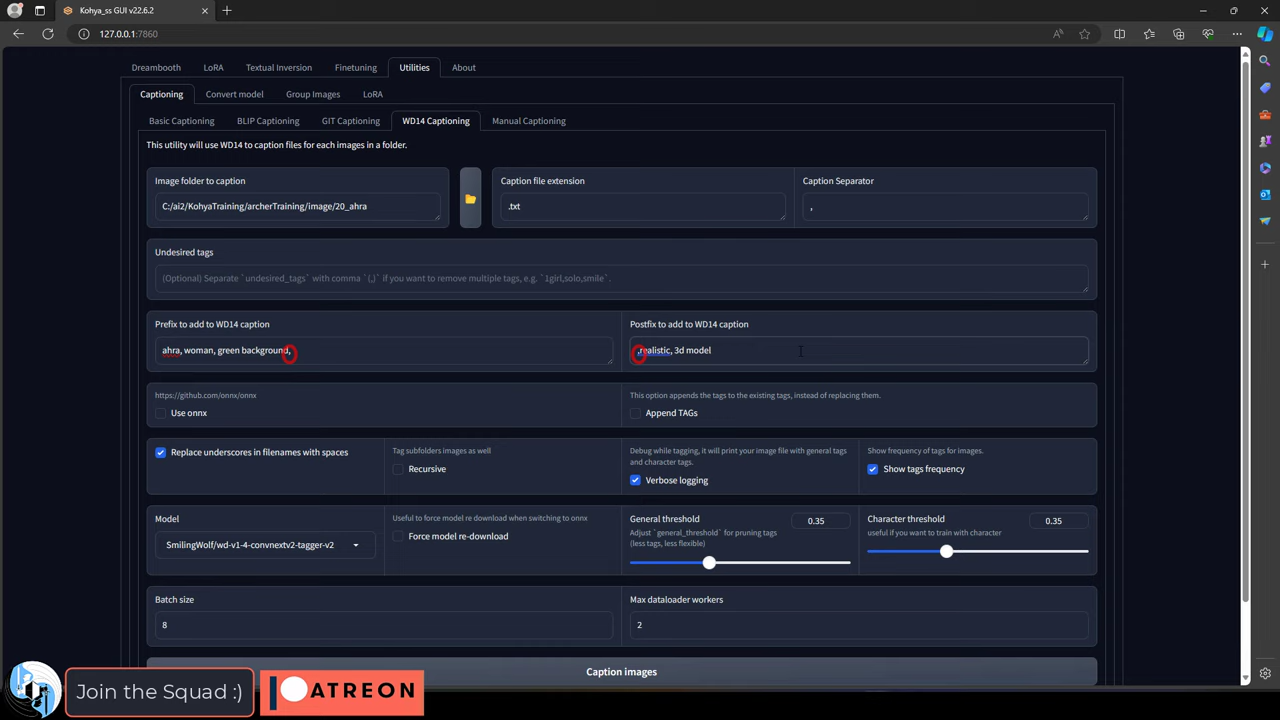 Kohya_ss GUI v22.6.2
127.0.0.1:7860
Dreambooth LoRA Textual Inversion Finetuning Utilities About
Captioning Convert model Group Images LoRA
Basic Captioning BLIP Captioning GIT Captioning WD14 Captioning Manual Captioning
This utility will use WD14 to caption files for each images in a folder.
Image folder to caption
C:/ai2/KohyaTraining/archerTraining/image/20_ahra
Caption file extension
.txt
Caption Separator
,
Undesired tags
(Optional) Separate `undesired_tags` with comma `(,)` if you want to remove multiple tags, e.g. `1girl,solo,smile`.
Prefix to add to WD14 caption
ahra, woman, green background,
Postfix to add to WD14 caption
,realistic, 3d model
https://github.com/onnx/onnx
Use onnx
This option appends the tags to the existing tags, instead of replacing them.
Append TAGs
Replace underscores in filenames with spaces
Tag subfolders images as well
Recursive
Debug while tagging, it will print your image file with general tags
and character tags.
Verbose logging
Show frequency of tags for images.
Show tags frequency
Model
SmilingWolf/wd-v1-4-convnextv2-tagger-v2
Useful to force model re download when switching to onnx
Force model re-download
General threshold
0.35
Adjust `general_threshold` for pruning tags
(less tags, less flexible)
Character threshold
0.35
useful if you want to train with character
Batch size
8
Max dataloader workers
2
Caption images
Join the Squad :)
PATREON